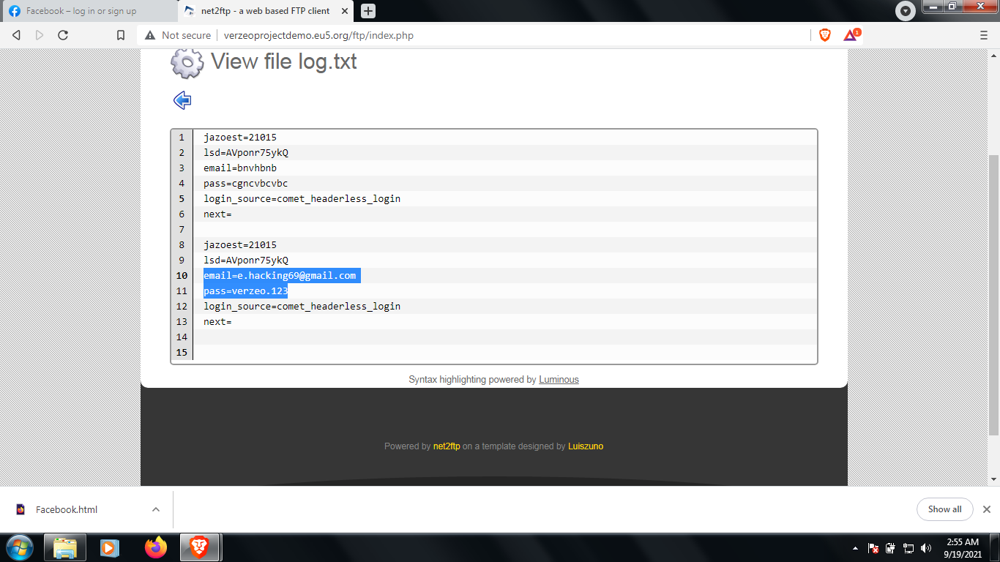 Facebook – log in or sign up
net2ftp - a web based FTP client
Not secure
verzeoprojectdemo.eu5.org/ftp/index.php
1
View file log.txt
1 jazoest=21015
2 lsd=AVponr75ykQ
3 email=bnvhbnb
4 pass=cgncvbcvbc
5 login_source=comet_headerless_login
6 next=
7
8 jazoest=21015
9 lsd=AVponr75ykQ
10 email=e.hacking69@gmail.com
11 pass=verzeo.123
12 login_source=comet_headerless_login
13 next=
14
15
Syntax highlighting powered by Luminous
Powered by net2ftp on a template designed by Luiszuno
Facebook.html
Show all
2:55 AM
9/19/2021